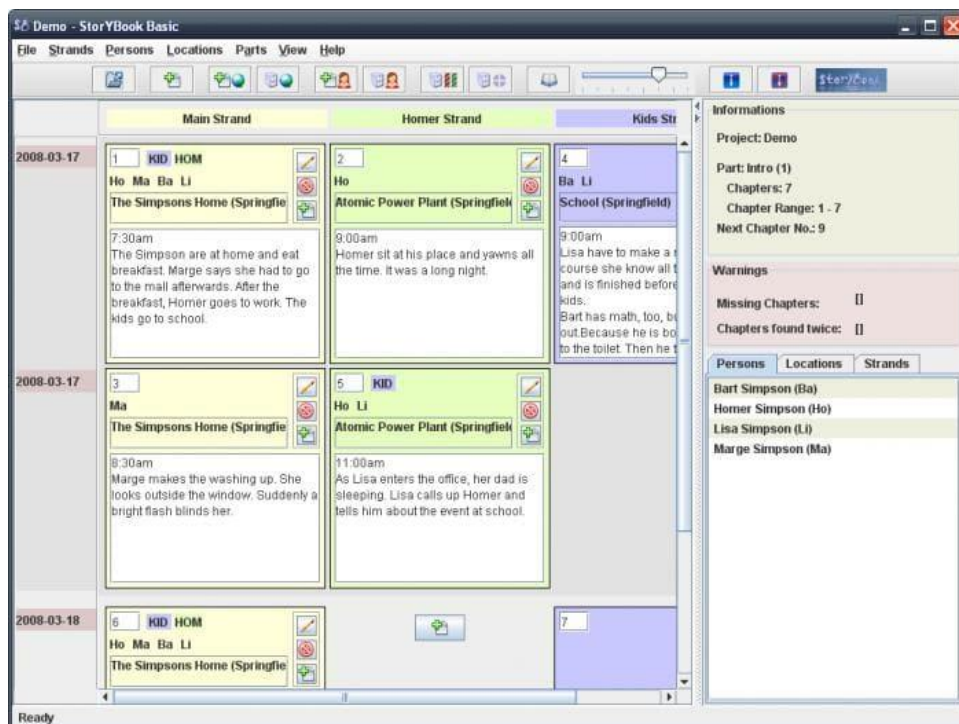 Demo - StorYBook Basic
File Strands Persons Locations Parts View Help
Main Strand
Homer Strand
Kids Str
2008-03-17
1 KID HOM
Ho Ma Ba Li
The Simpsons Home (Springfie
7:30am
The Simpson are at home and eat
breakfast. Marge says she had to go
to the mall afterwards. After the
breakfast, Homer goes to work. The
kids go to school.
2
Ho
Atomic Power Plant (Springfield
9:00am
Homer sit at his place and yawns all
the time. It was a long night.
4
Ba Li
School (Springfield)
9:00am
Lisa have to make a
course she know all t
and is finished before
kids.
Bart has math, too, bu
out.Because he is bo
to the toilet. Then he t
2008-03-17
3
Ma
The Simpsons Home (Springfie
8:30am
Marge makes the washing up. She
looks outside the window. Suddenly a
bright flash blinds her.
5 KID
Ho Li
Atomic Power Plant (Springfield
11:00am
As Lisa enters the office, her dad is
sleeping. Lisa calls up Homer and
tells him about the event at school.
2008-03-18
6 KID HOM
Ho Ma Ba Li
The Simpsons Home (Springfie
7
Informations
Project: Demo
Part: Intro (1)
Chapters: 7
Chapter Range: 1 - 7
Next Chapter No.: 9
Warnings
Missing Chapters: []
Chapters found twice: []
Persons Locations Strands
Bart Simpson (Ba)
Homer Simpson (Ho)
Lisa Simpson (Li)
Marge Simpson (Ma)
Ready